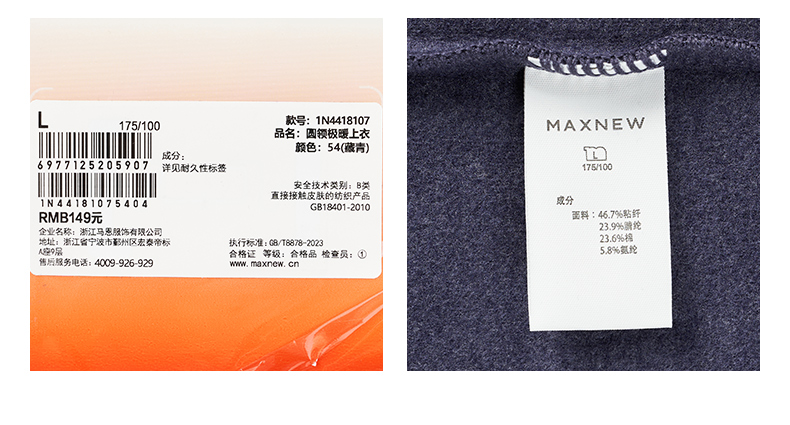 L
175/100
6977125205907
1N44181075404
RMB149元
款号：1N4418107
品名：圆领极暖上衣
颜色：54(藏青)
成分：
详见耐久性标签
安全技术类别：B类
直接接触皮肤的纺织产品
GB18401-2010
企业名称：浙江马恩服饰有限公司
地址：浙江省宁波市鄞州区宏泰帝标
A座9层
售后服务电话：4009-926-929
执行标准：GB/T8878-2023
合格证 等级：合格品 检查员：①
www.maxnew.cn
MAXNEW
L
175/100
成分
面料：46.7%粘纤
23.9%腈纶
23.6%棉
5.8%氨纶